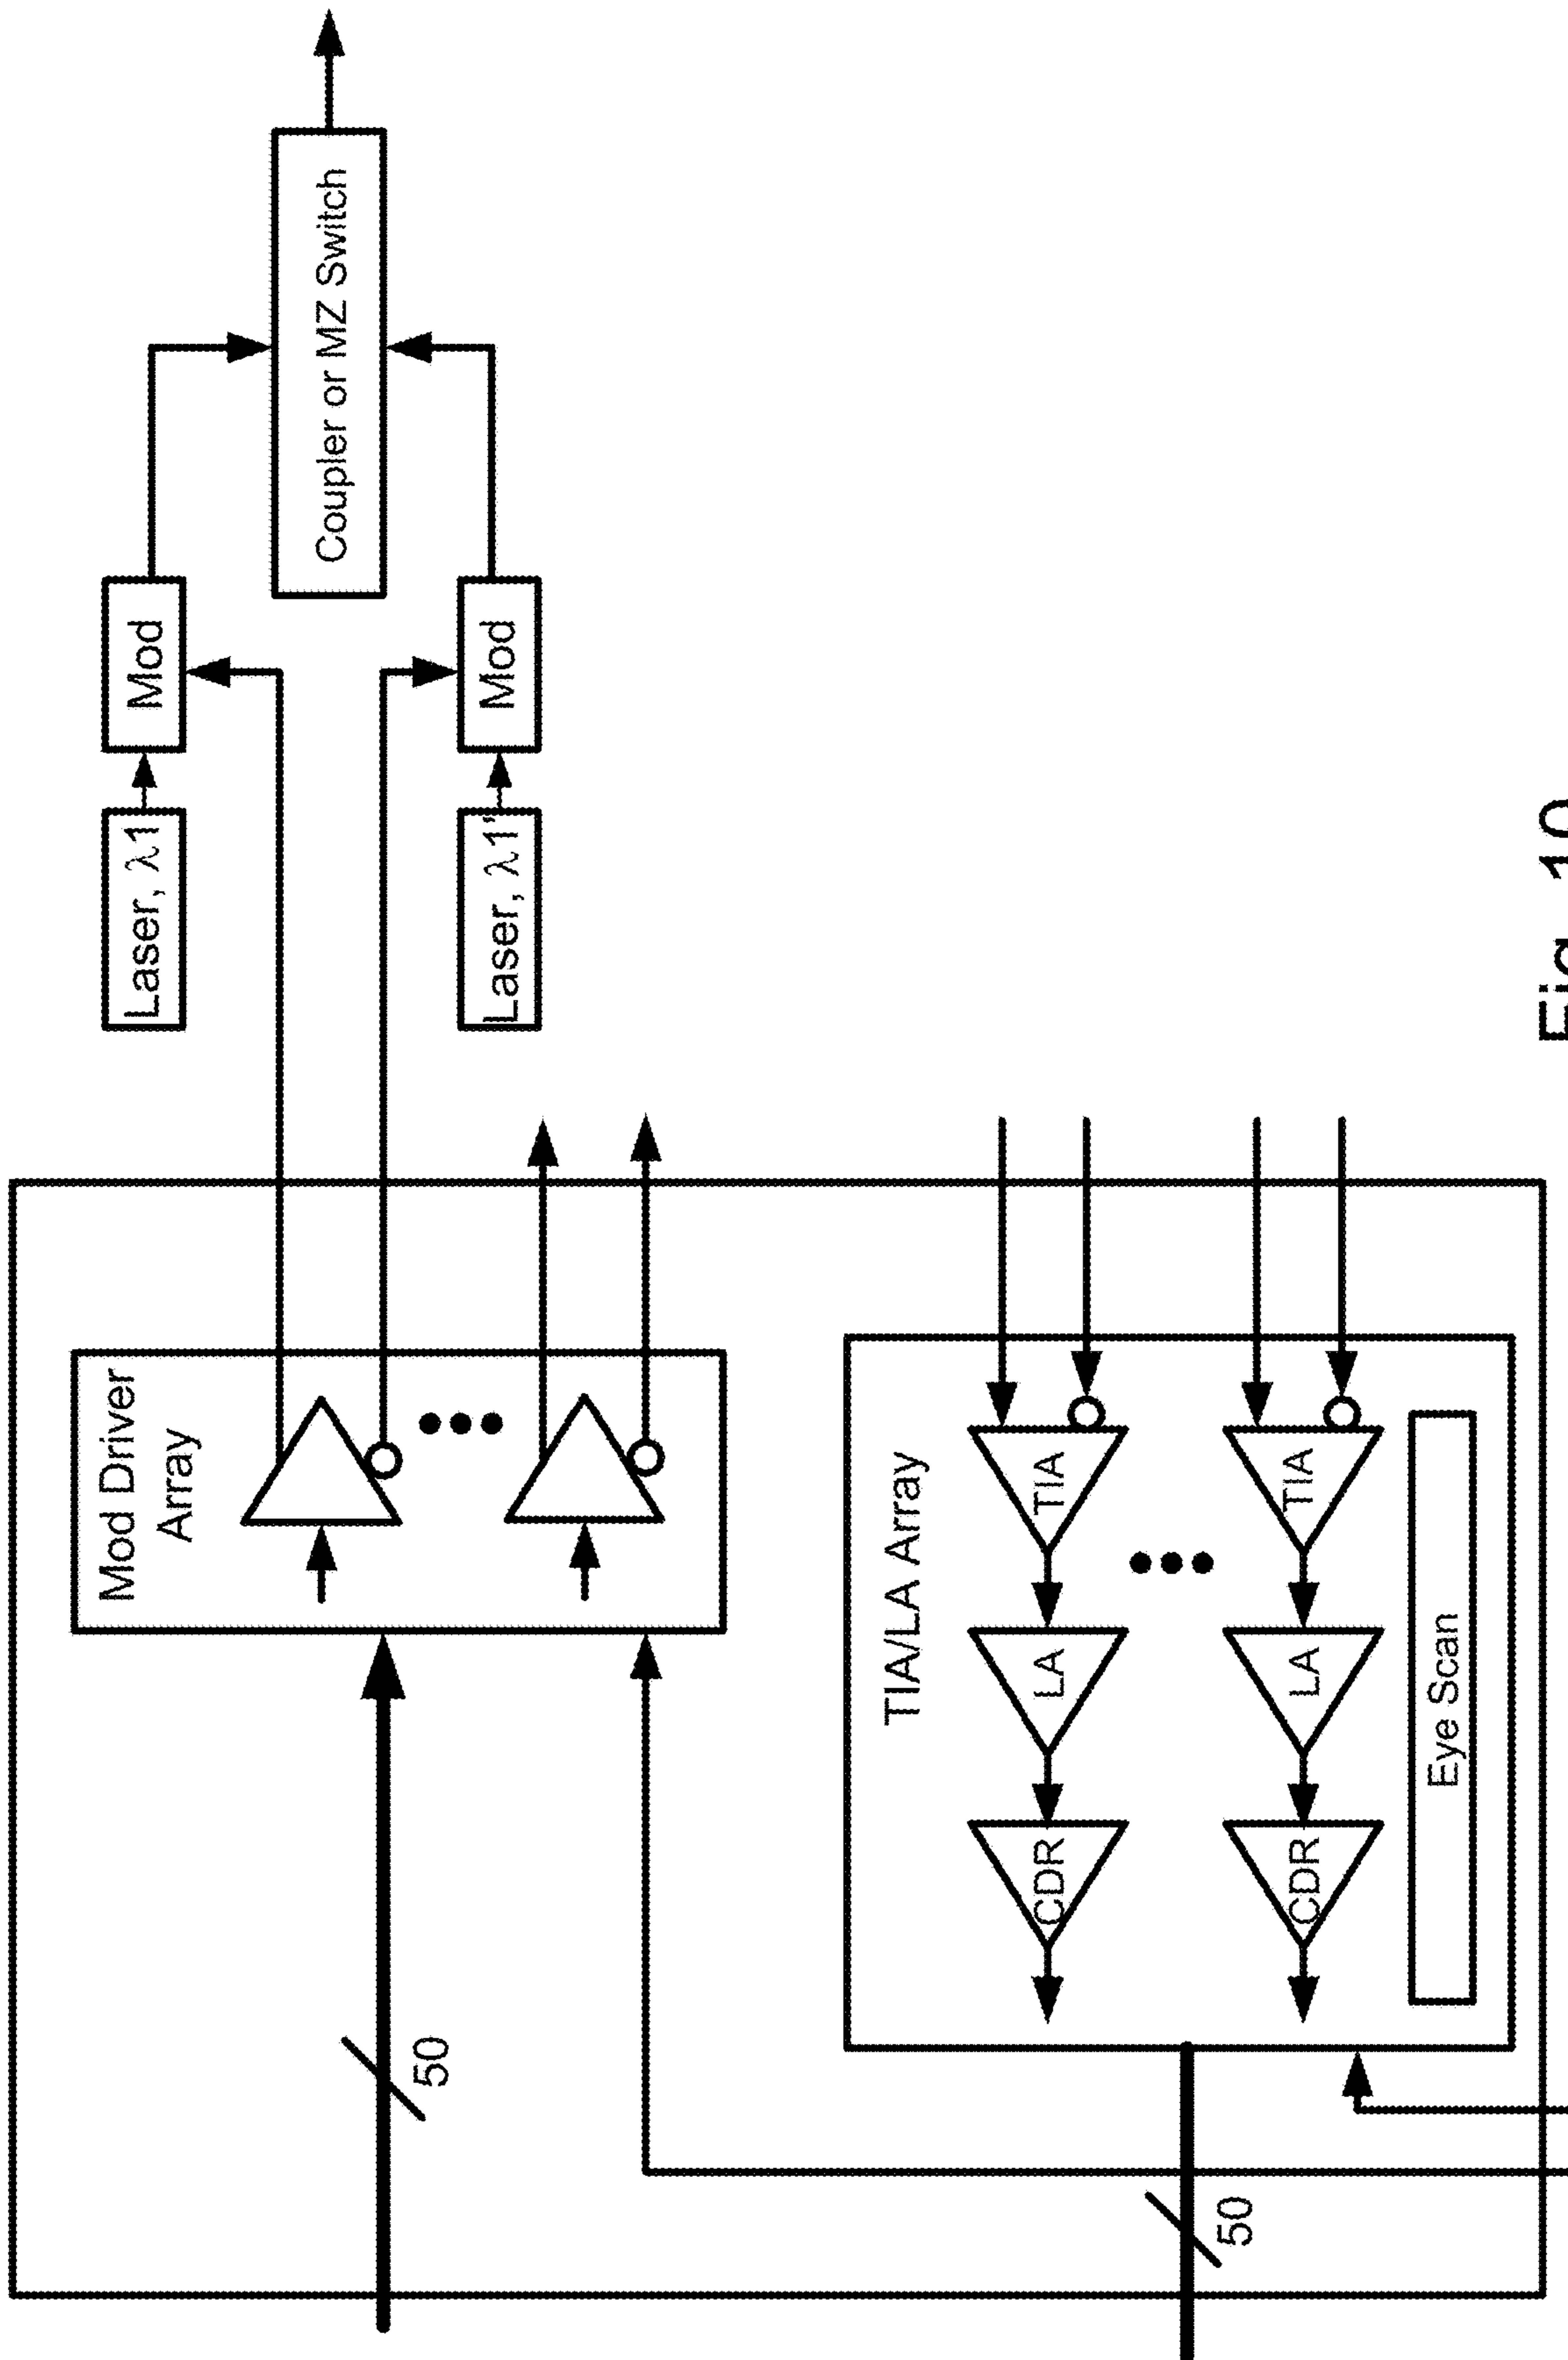 Mod Driver
Array
50
Laser, λ1
Mod
Laser, λ1'
Mod
Coupler or MZ Switch
TIA/LA Array
CDR
LA
TIA
CDR
LA
TIA
Eye Scan
50
Fig. 10